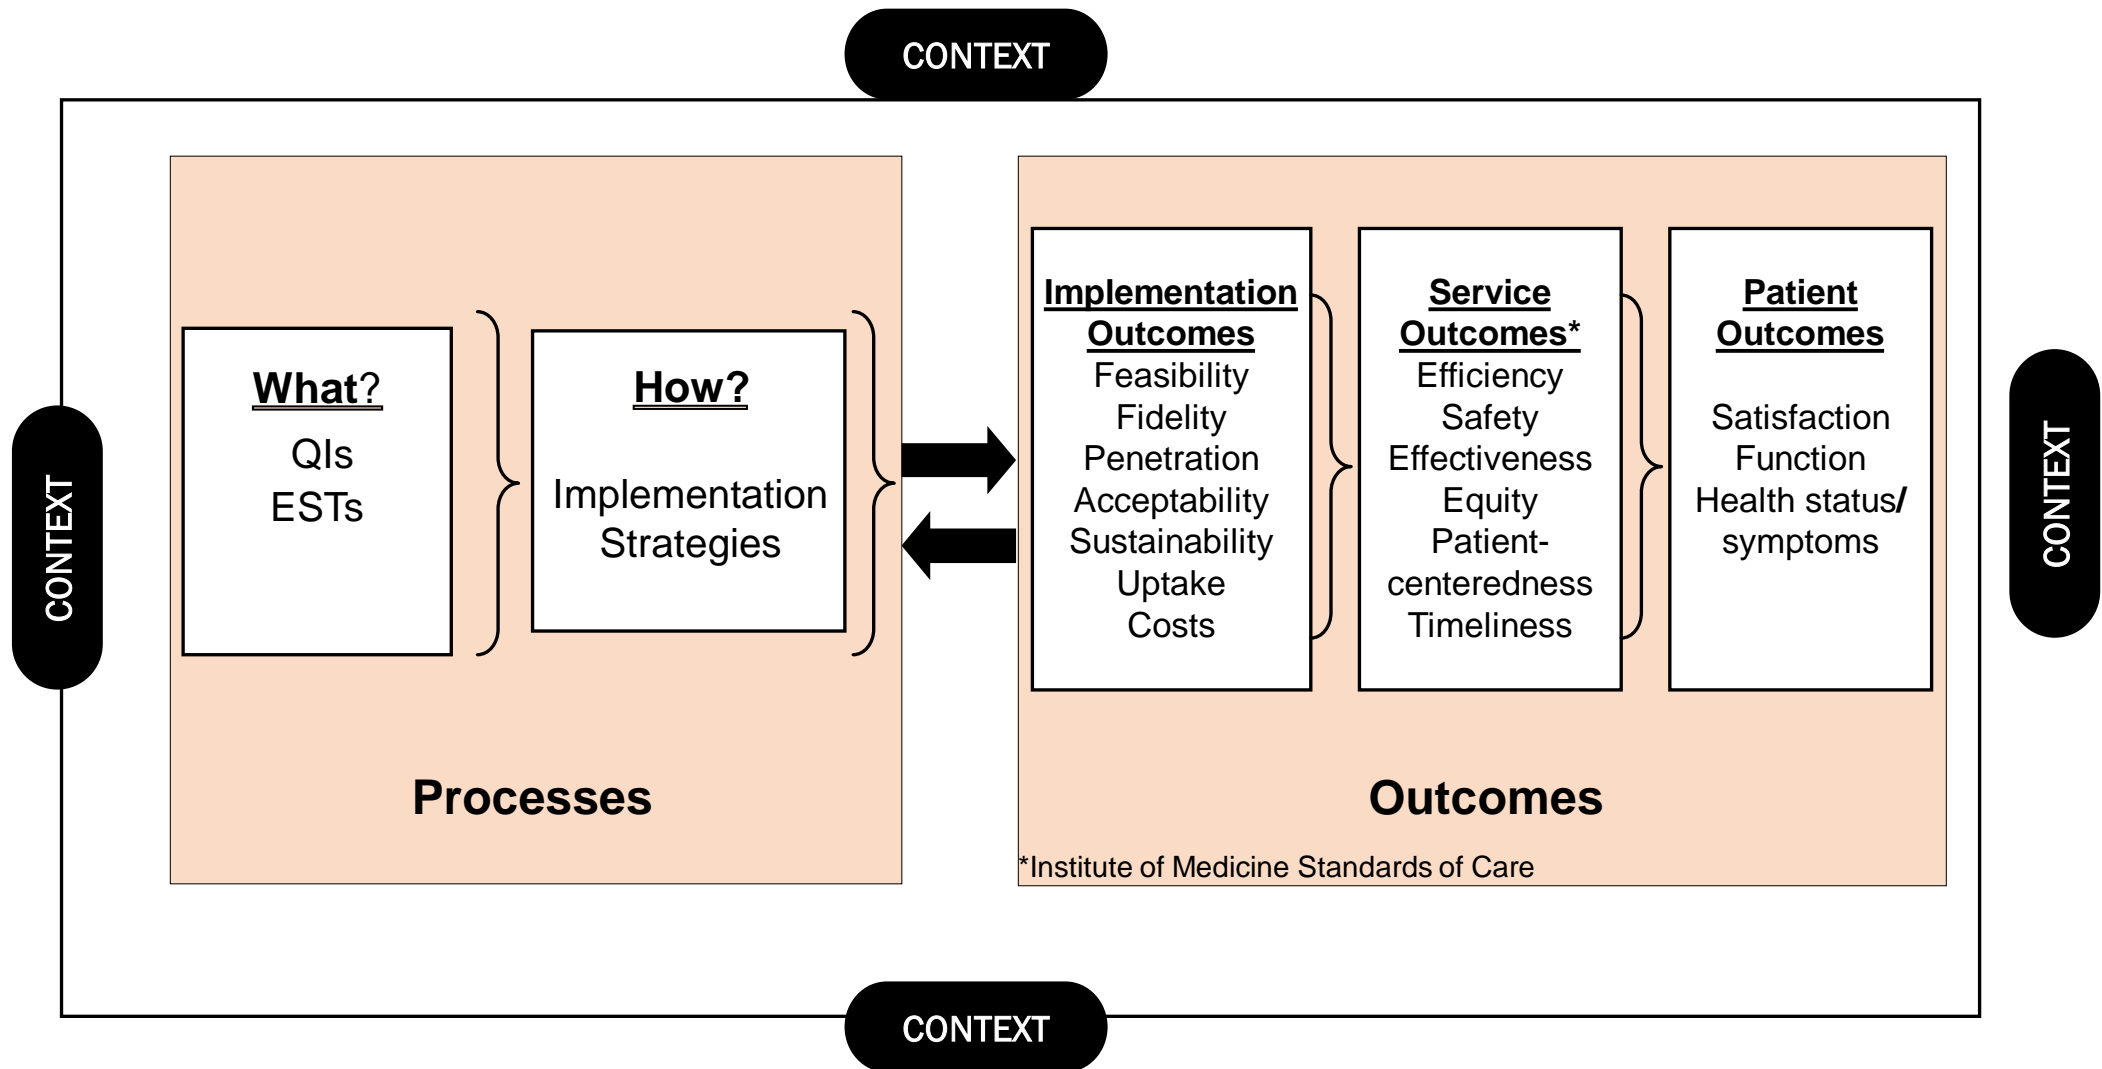 CONTEXT
CONTEXT
What?
QIs
ESTs
How?
Implementation
Strategies
Processes
Implementation
Outcomes
Feasibility
Fidelity
Penetration
Acceptability
Sustainability
Uptake
Costs
Service
Outcomes*
Efficiency
Safety
Effectiveness
Equity
Patient-
centeredness
Timeliness
Patient
Outcomes
Satisfaction
Function
Health status/
symptoms
Outcomes
*Institute of Medicine Standards of Care
CONTEXT
CONTEXT